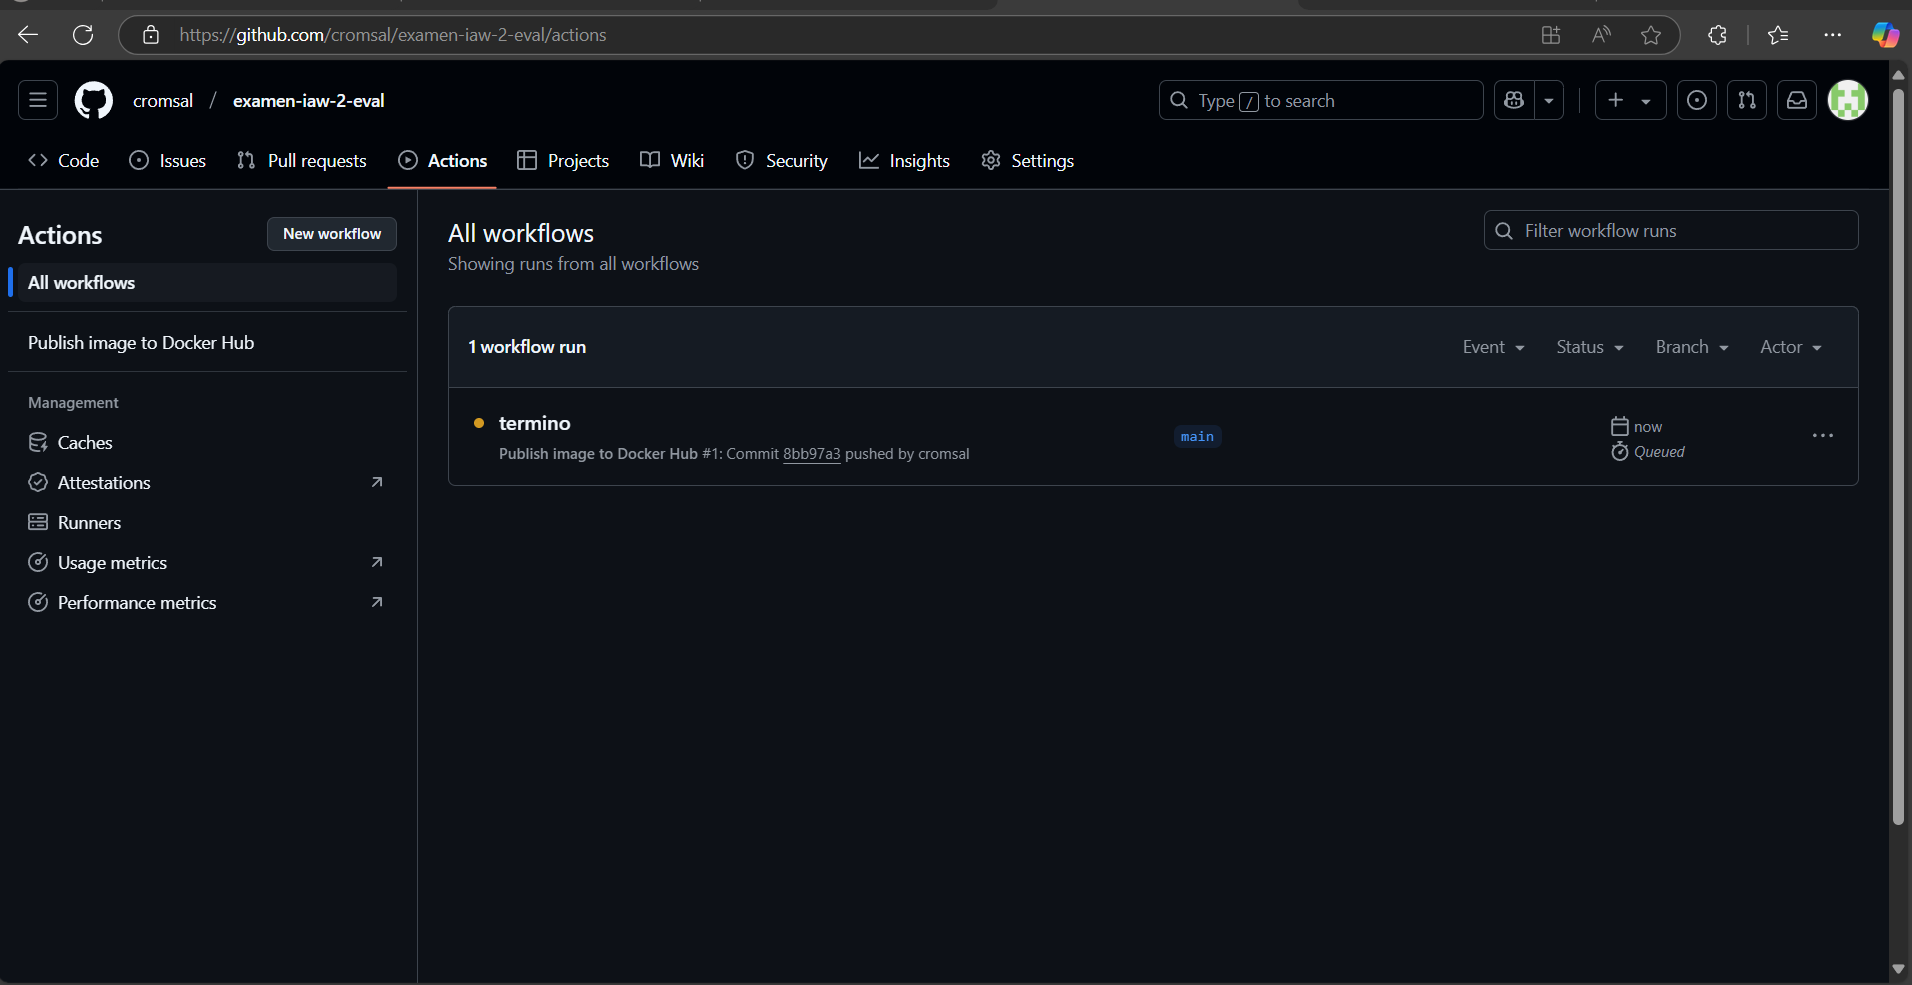 https://github.com/cromsal/examen-iaw-2-eval/actions
cromsal / examen-iaw-2-eval
Type / to search
Code
Issues
Pull requests
Actions
Projects
Wiki
Security
Insights
Settings
Actions
New workflow
All workflows
Publish image to Docker Hub
Management
Caches
Attestations
Runners
Usage metrics
Performance metrics
All workflows
Showing runs from all workflows
Filter workflow runs
1 workflow run
Event
Status
Branch
Actor
termino
Publish image to Docker Hub #1: Commit 8bb97a3 pushed by cromsal
main
now
Queued